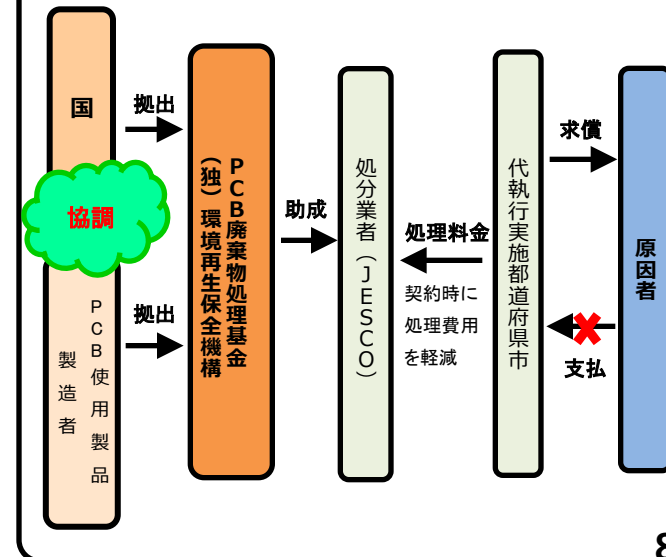 国
協調
PCB使用製品
製造者
拠出
拠出
PCB廃棄物処理基金
（独）環境再生保全機構
助成
処分業者（JESCO）
処理料金
契約時に
処理費用
を軽減
代執行実施都道府県市
求償
支払
原因者